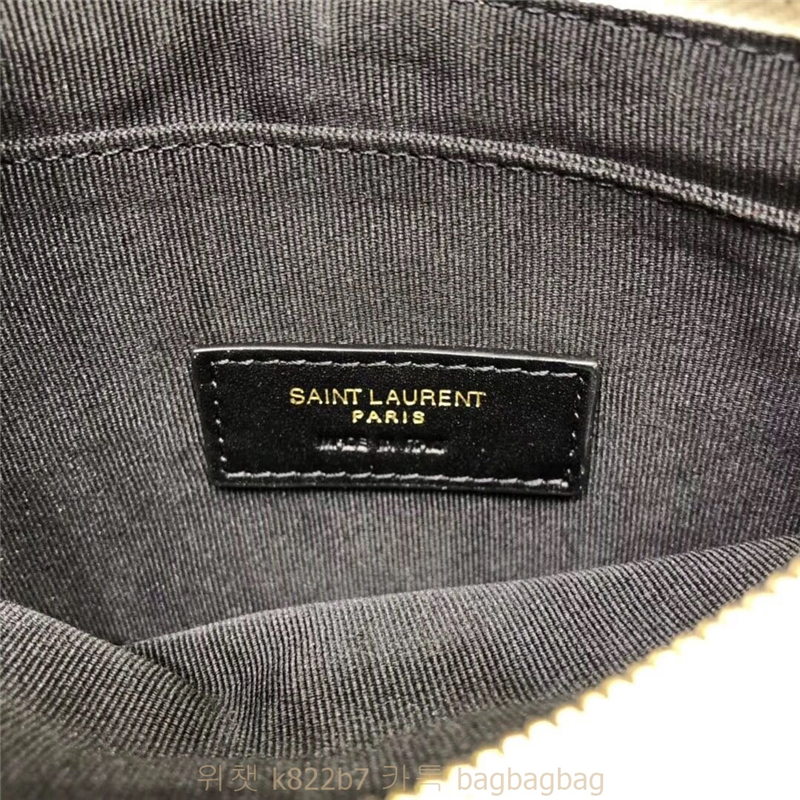 SAINT LAURENT
PARIS
MADE IN ITALY
위챗 k822b7 카톡 bagbagbag